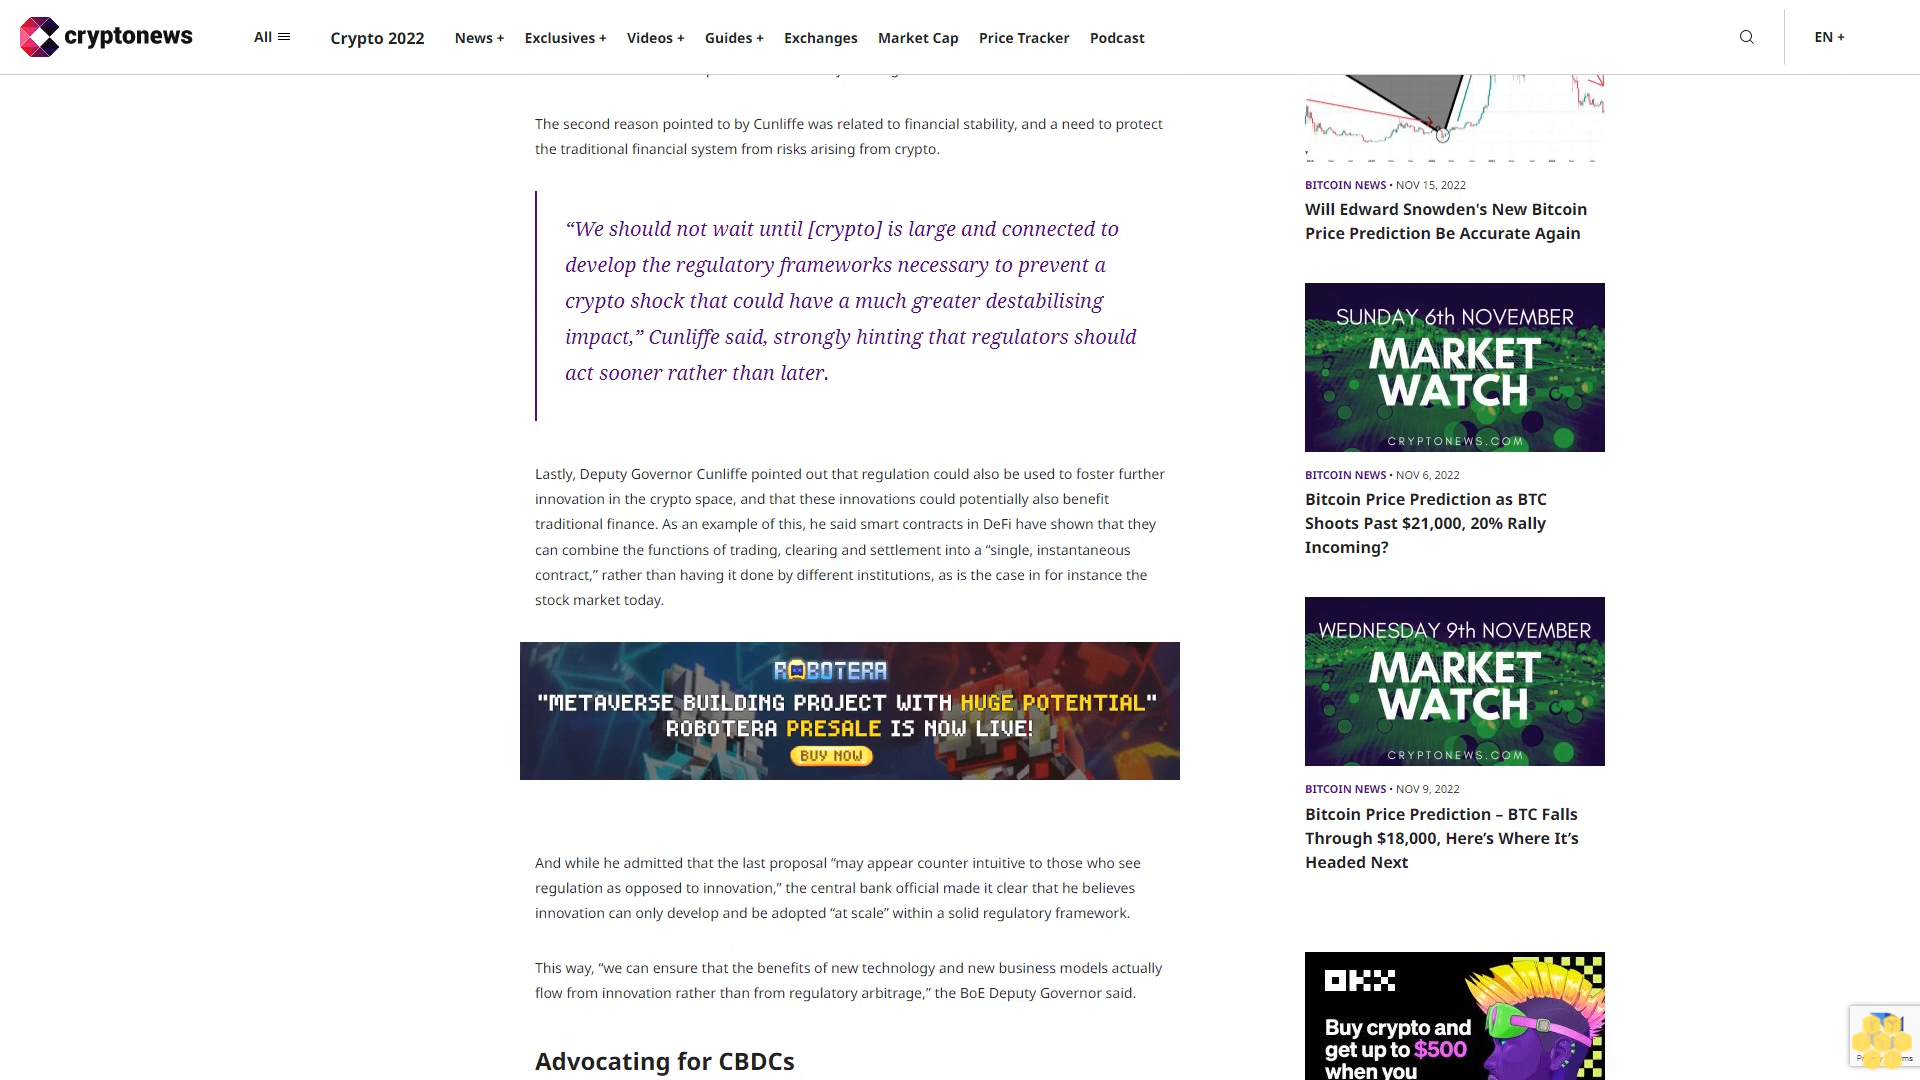 cryptonews
All
Crypto 2022
News +
Exclusives +
Videos +
Guides +
Exchanges
Market Cap
Price Tracker
Podcast
EN +
The second reason pointed to by Cunliffe was related to financial stability, and a need to protect
the traditional financial system from risks arising from crypto.
“We should not wait until [crypto] is large and connected to
develop the regulatory frameworks necessary to prevent a
crypto shock that could have a much greater destabilising
impact,” Cunliffe said, strongly hinting that regulators should
act sooner rather than later.
Lastly, Deputy Governor Cunliffe pointed out that regulation could also be used to foster further
innovation in the crypto space, and that these innovations could potentially also benefit
traditional finance. As an example of this, he said smart contracts in DeFi have shown that they
can combine the functions of trading, clearing and settlement into a “single, instantaneous
contract,” rather than having it done by different institutions, as is the case in for instance the
stock market today.
ROBOTERA
"METAVERSE BUILDING PROJECT WITH HUGE POTENTIAL"
ROBOTERA PRESALE IS NOW LIVE!
BUY NOW
And while he admitted that the last proposal “may appear counter intuitive to those who see
regulation as opposed to innovation,” the central bank official made it clear that he believes
innovation can only develop and be adopted “at scale” within a solid regulatory framework.
This way, “we can ensure that the benefits of new technology and new business models actually
flow from innovation rather than from regulatory arbitrage,” the BoE Deputy Governor said.
Advocating for CBDCs
BITCOIN NEWS • NOV 15, 2022
Will Edward Snowden's New Bitcoin
Price Prediction Be Accurate Again
SUNDAY 6th NOVEMBER
MARKET
WATCH
CRYPTONEWS.COM
BITCOIN NEWS • NOV 6, 2022
Bitcoin Price Prediction as BTC
Shoots Past $21,000, 20% Rally
Incoming?
WEDNESDAY 9th NOVEMBER
MARKET
WATCH
CRYPTONEWS.COM
BITCOIN NEWS • NOV 9, 2022
Bitcoin Price Prediction – BTC Falls
Through $18,000, Here’s Where It’s
Headed Next
OKX
Buy crypto and
get up to $500
when you